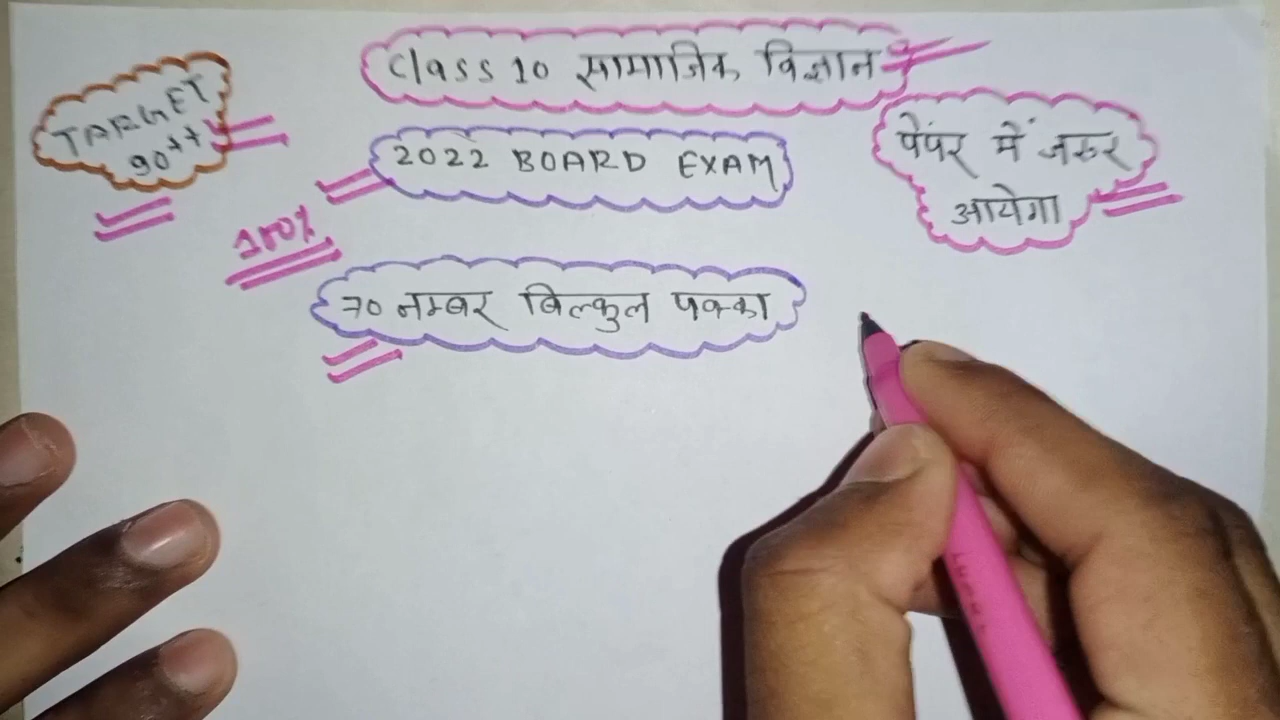 Class 10 सामाजिक विज्ञान
TARGET
90++
2022 BOARD EXAM
पेंपर में जरुर
आयेगा
100%
70 नम्बर बिल्कुल पक्का